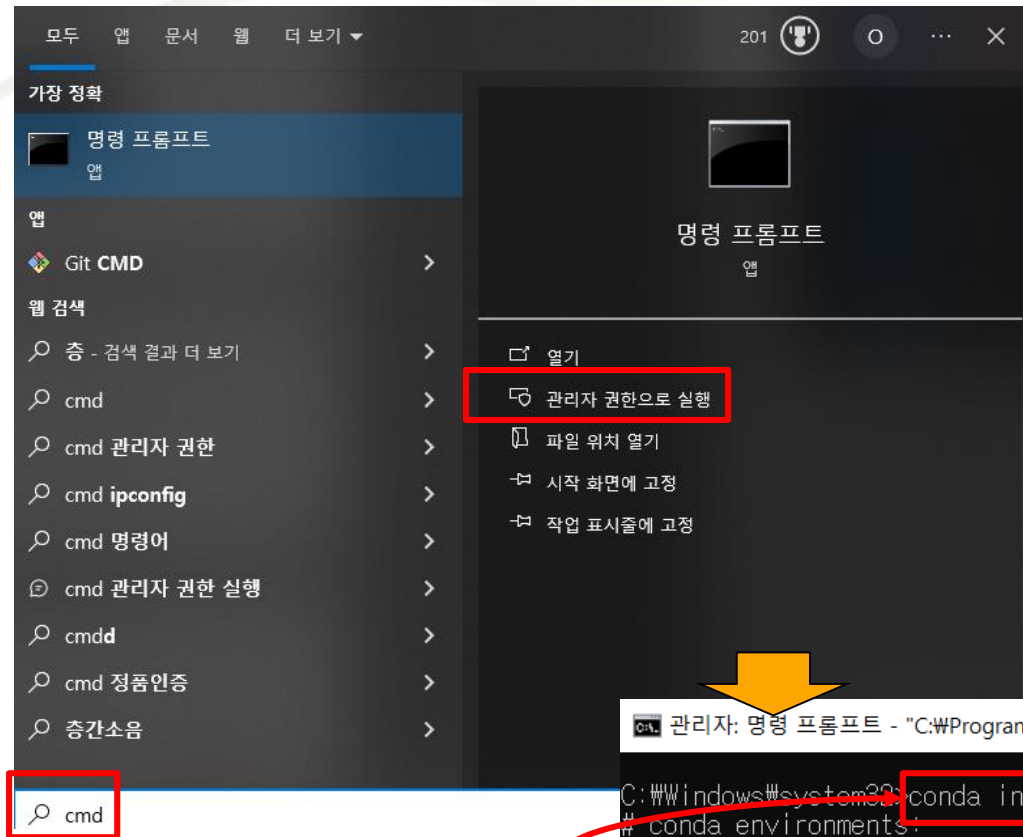 모두 앱 문서 웹 더 보기
201 O ...
가장 정확
명령 프롬프트
앱
앱
Git CMD
웹 검색
층 - 검색 결과 더 보기
cmd
cmd 관리자 권한
cmd ipconfig
cmd 명령어
cmd 관리자 권한 실행
cmdd
cmd 정품인증
층간소음
cmd
명령 프롬프트
앱
열기
관리자 권한으로 실행
파일 위치 열기
시작 화면에 고정
작업 표시줄에 고정
관리자: 명령 프롬프트 - "C:₩Program
C:₩Windows₩system32>conda in
# conda environments: